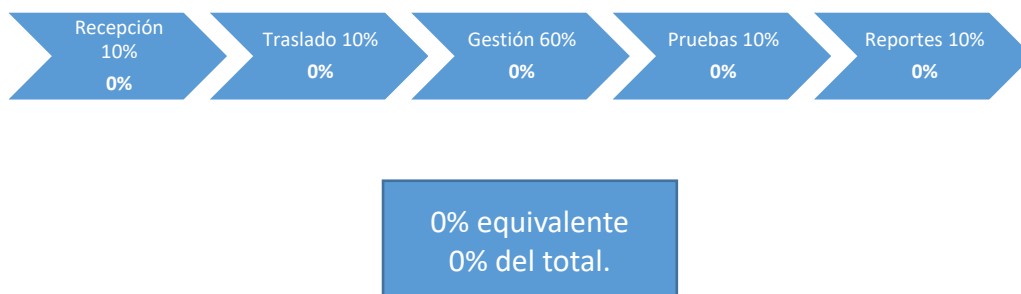 Recepción
10%
0%
Traslado 10%
0%
Gestión 60%
0%
Pruebas 10%
0%
Reportes 10%
0%
0% equivalente
0% del total.